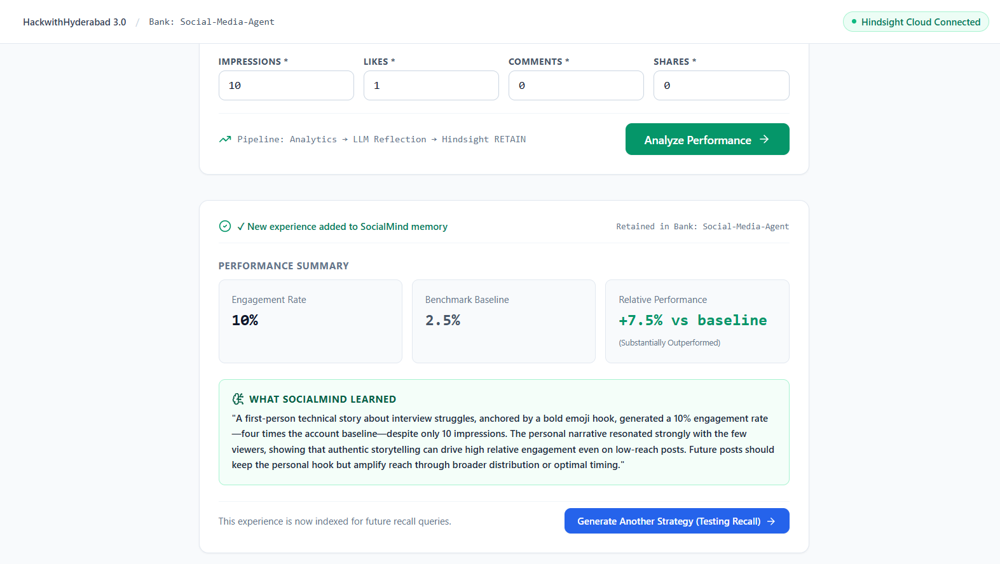 HackwithHyderabad 3.0 / Bank: Social-Media-Agent
Hindsight Cloud Connected
IMPRESSIONS * LIKES * COMMENTS * SHARES *
10 1 0 0
Pipeline: Analytics → LLM Reflection → Hindsight RETAIN
Analyze Performance →
✓ New experience added to SocialMind memory
Retained in Bank: Social-Media-Agent
PERFORMANCE SUMMARY
Engagement Rate
10%
Benchmark Baseline
2.5%
Relative Performance
+7.5% vs baseline
(Substantially Outperformed)
WHAT SOCIALMIND LEARNED
"A first-person technical story about interview struggles, anchored by a bold emoji hook, generated a 10% engagement rate
—four times the account baseline—despite only 10 impressions. The personal narrative resonated strongly with the few
viewers, showing that authentic storytelling can drive high relative engagement even on low-reach posts. Future posts should
keep the personal hook but amplify reach through broader distribution or optimal timing."
This experience is now indexed for future recall queries.
Generate Another Strategy (Testing Recall) →